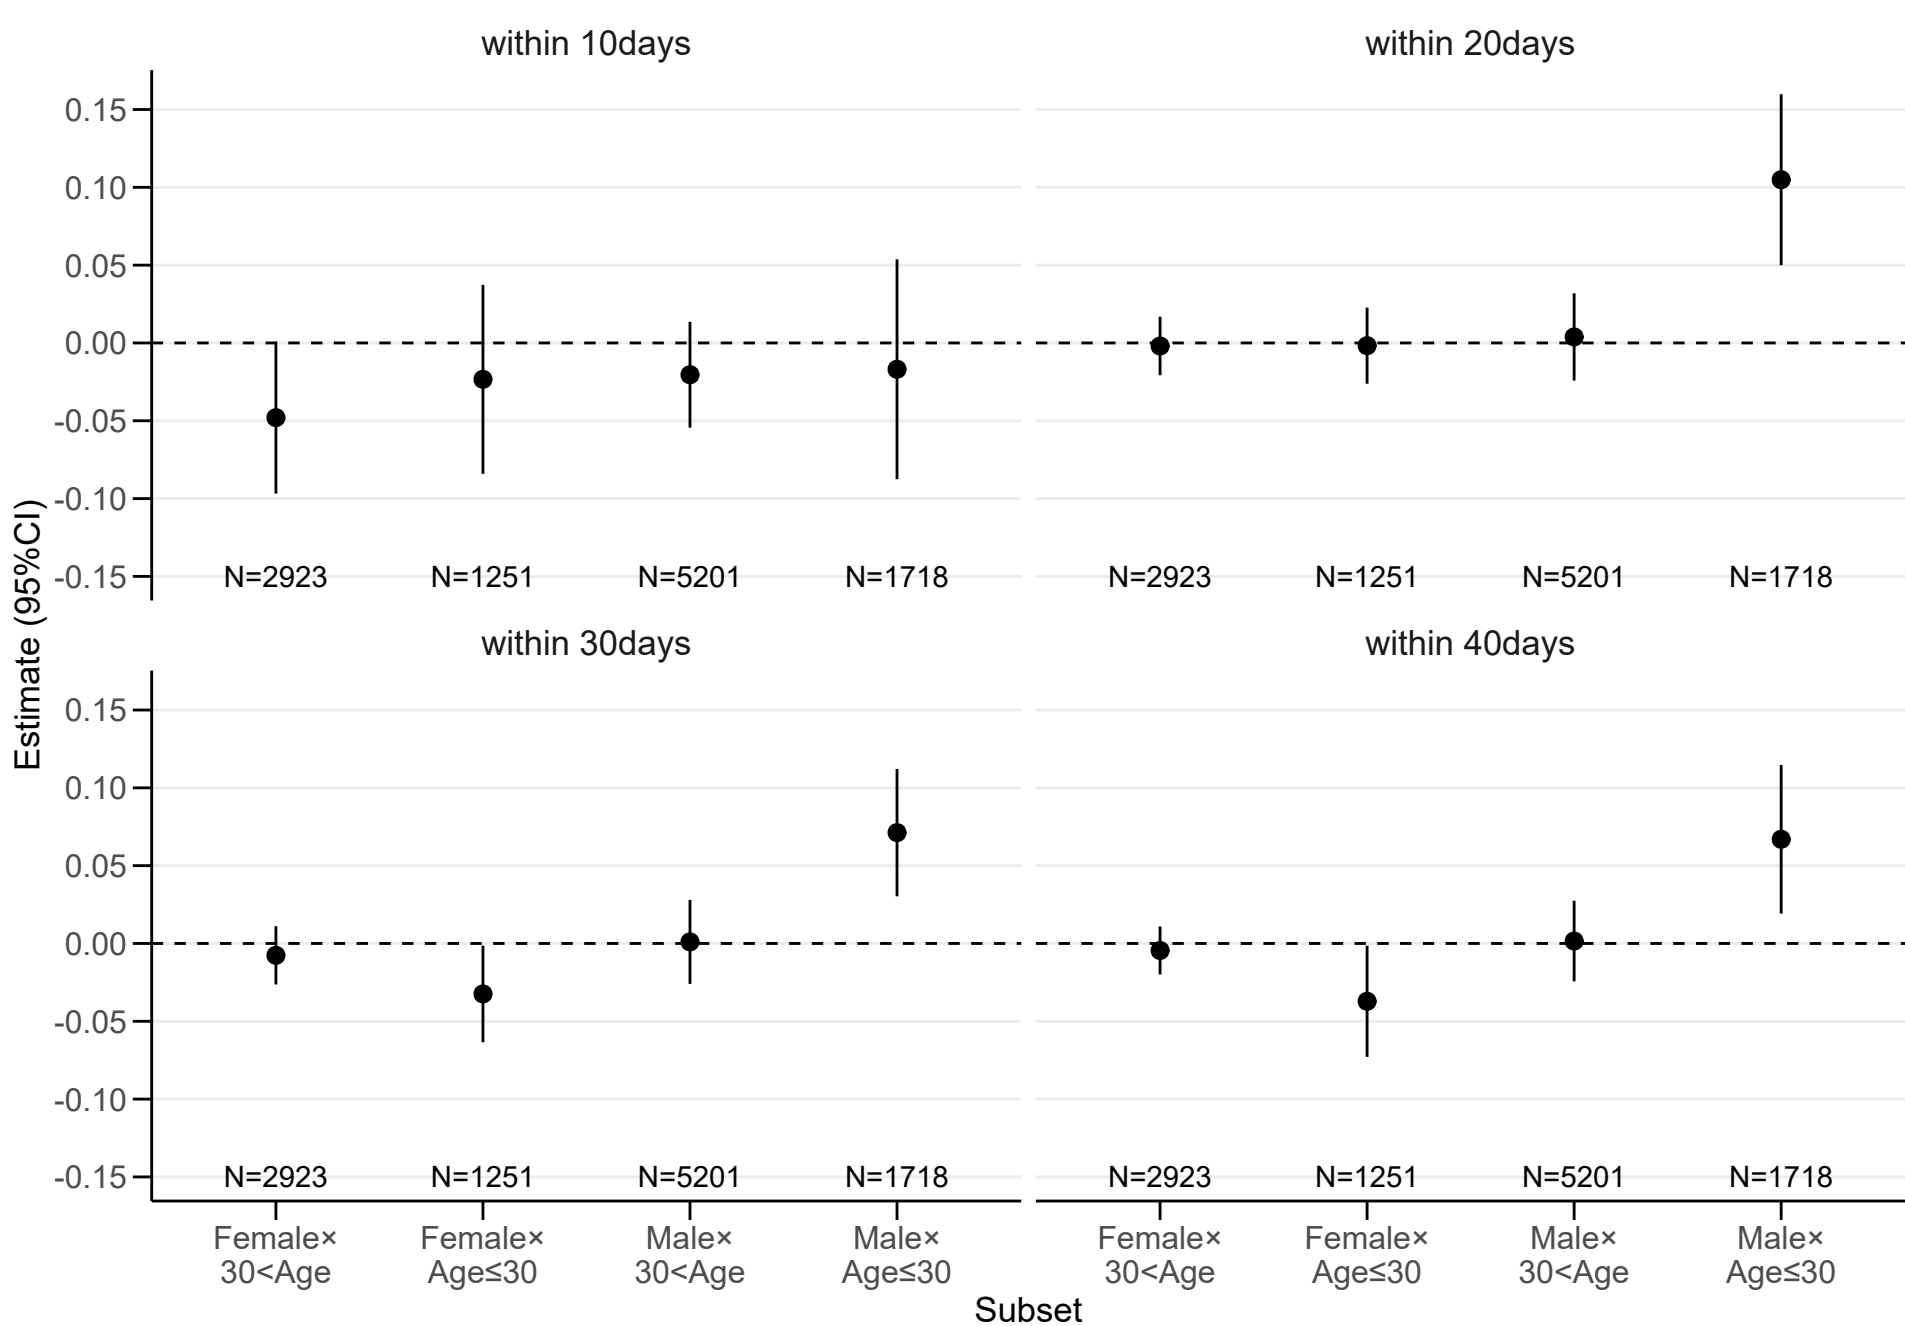 within 10days
within 20days
0.15
0.10
0.05
0.00
-0.05
-0.10
-0.15
N=2923 N=1251 N=5201 N=1718
N=2923 N=1251 N=5201 N=1718
Estimate (95%CI)
within 30days
within 40days
0.15
0.10
0.05
0.00
-0.05
-0.10
-0.15
N=2923 N=1251 N=5201 N=1718
N=2923 N=1251 N=5201 N=1718
Female×
30<Age
Female×
Age≤30
Male×
30<Age
Male×
Age≤30
Female×
30<Age
Female×
Age≤30
Male×
30<Age
Male×
Age≤30
Subset